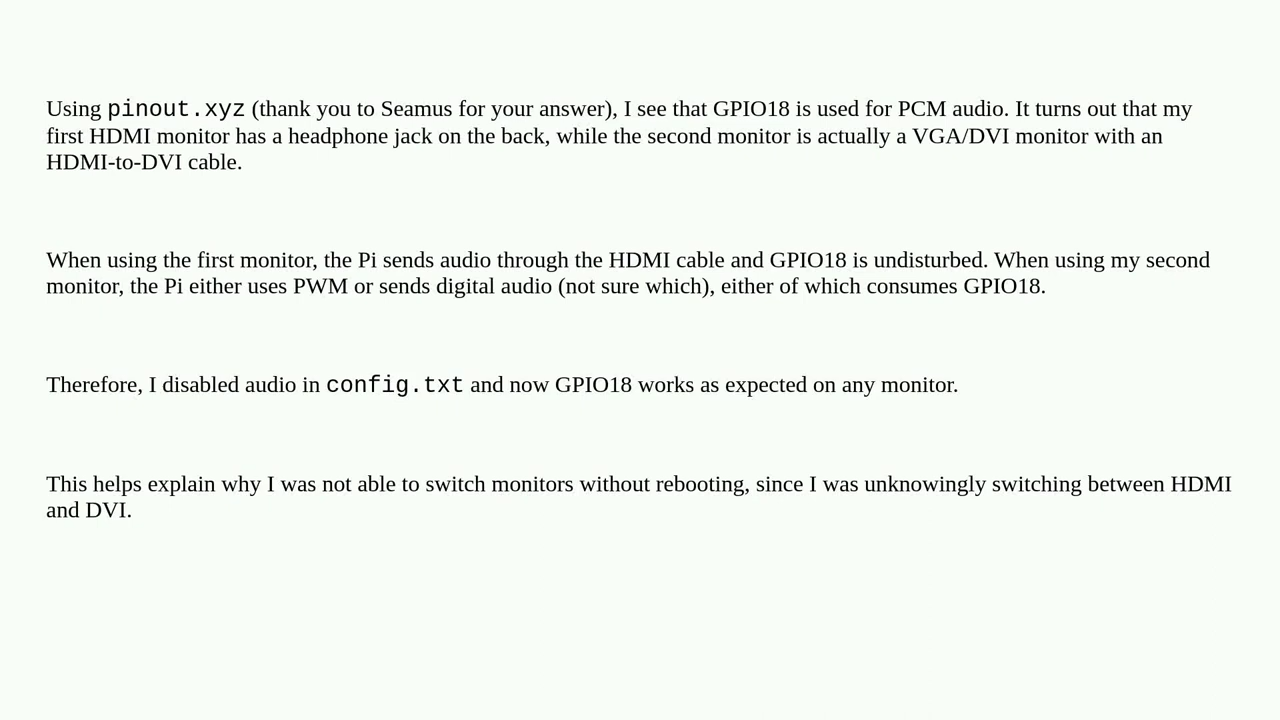 Using pinout.xyz (thank you to Seamus for your answer), I see that GPIO18 is used for PCM audio. It turns out that my
first HDMI monitor has a headphone jack on the back, while the second monitor is actually a VGA/DVI monitor with an
HDMI-to-DVI cable.
When using the first monitor, the Pi sends audio through the HDMI cable and GPIO18 is undisturbed. When using my second
monitor, the Pi either uses PWM or sends digital audio (not sure which), either of which consumes GPIO18.
Therefore, I disabled audio in config.txt and now GPIO18 works as expected on any monitor.
This helps explain why I was not able to switch monitors without rebooting, since I was unknowingly switching between HDMI
and DVI.